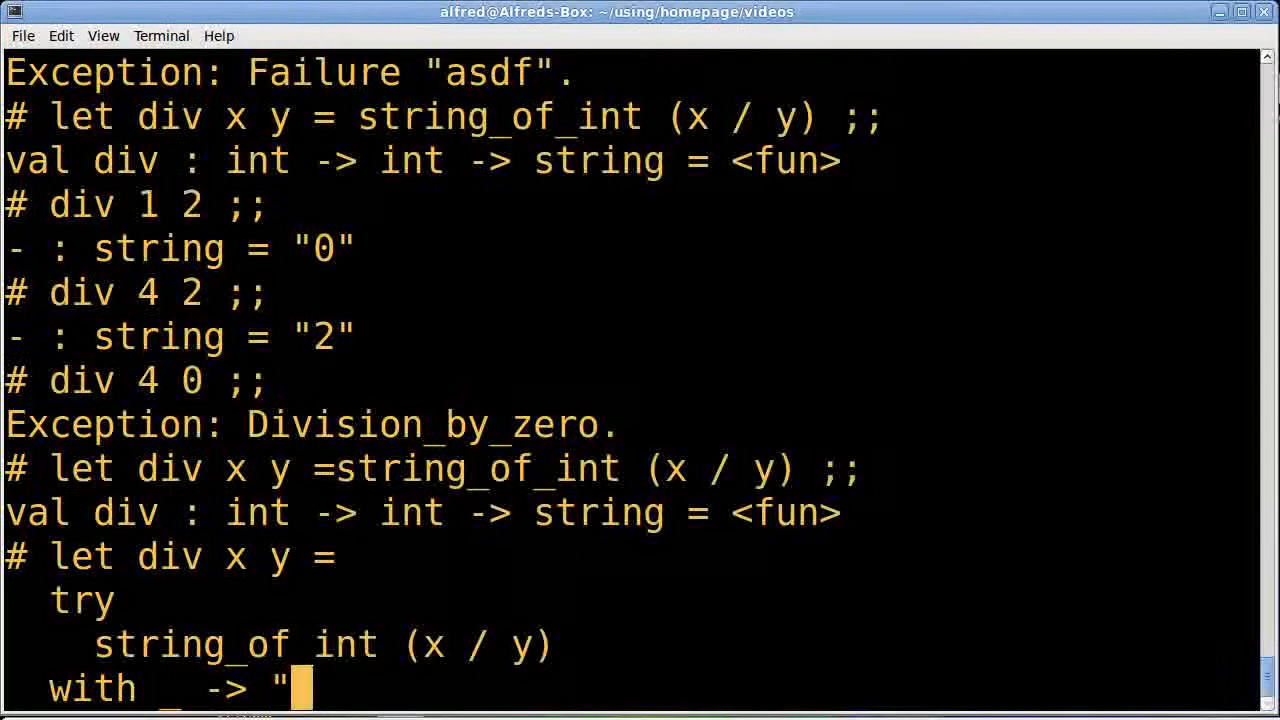 alfred@Alfreds-Box: ~/using/homepage/videos
File Edit View Terminal Help
Exception: Failure "asdf".
# let div x y = string_of_int (x / y) ;;
val div : int -> int -> string = <fun>
# div 1 2 ;;
- : string = "0"
# div 4 2 ;;
- : string = "2"
# div 4 0 ;;
Exception: Division_by_zero.
# let div x y =string_of_int (x / y) ;;
val div : int -> int -> string = <fun>
# let div x y =
try
string_of_int (x / y)
with _ -> "